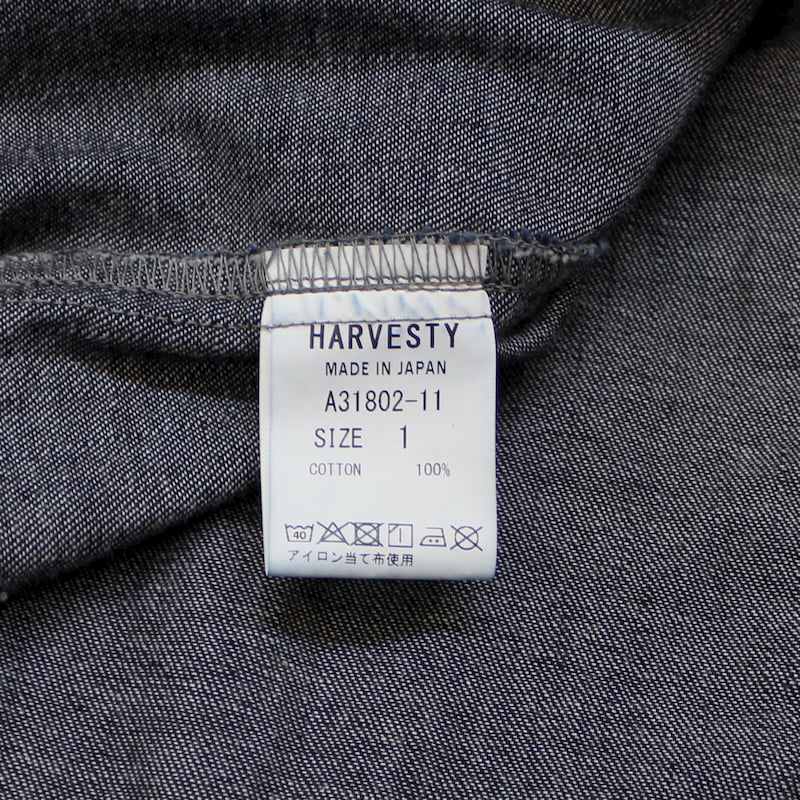 HARVESTY
MADE IN JAPAN
A31802-11
SIZE 1
COTTON 100%
40
アイロン当て布使用